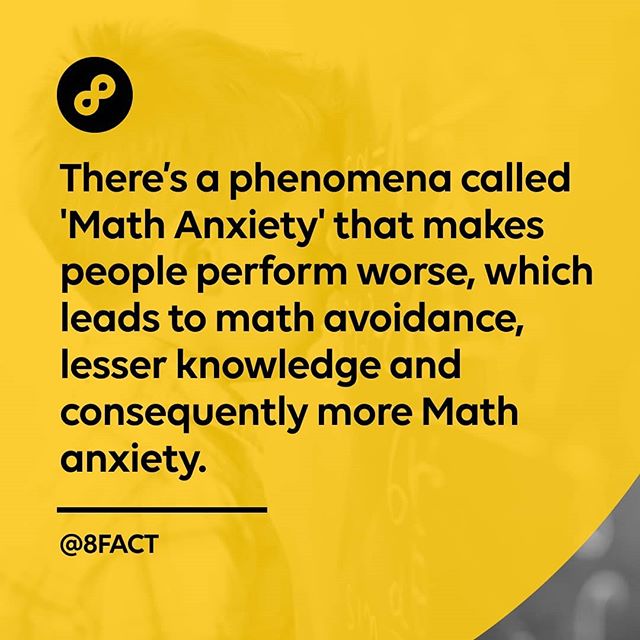 There's a phenomena called
'Math Anxiety' that makes
people perform worse, which
leads to math avoidance,
lesser knowledge and
consequently more Math
anxiety.
@8FACT